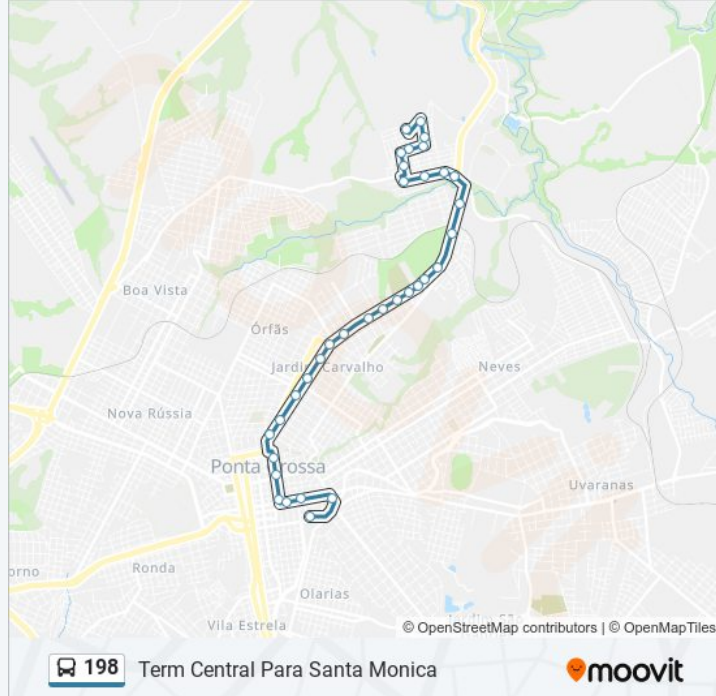 Boa Vista
Órfãs
Jardim Carvalho
Neves
Nova Rússia
Ponta Grossa
Uvaranas
orno
Ronda
Olarias
Vila Estrela
© OpenStreetMap contributors | © OpenMapTiles
198 Term Central Para Santa Monica
moovit